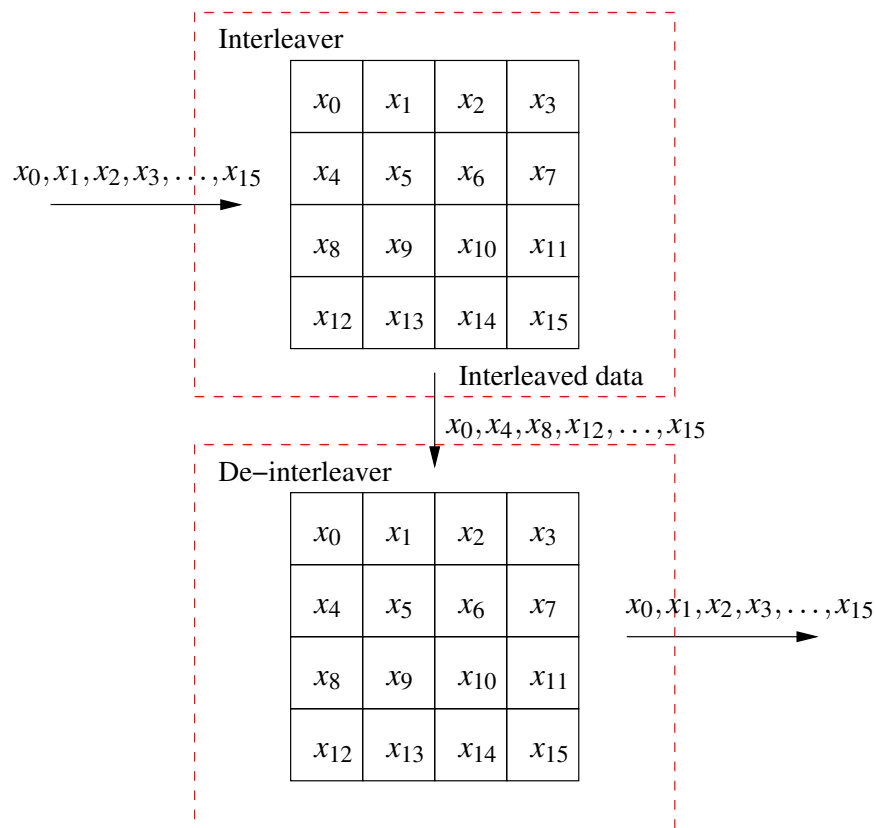 Interleaver
x₀ x₁ x₂ x₃
x₀,x₁,x₂,x₃,...,x₁₅
x₄ x₅ x₆ x₇
x₈ x₉ x₁₀ x₁₁
x₁₂ x₁₃ x₁₄ x₁₅
Interleaved data
x₀,x₄,x₈,x₁₂,...,x₁₅
De-interleaver
x₀ x₁ x₂ x₃
x₄ x₅ x₆ x₇
x₀,x₁,x₂,x₃,...,x₁₅
x₈ x₉ x₁₀ x₁₁
x₁₂ x₁₃ x₁₄ x₁₅